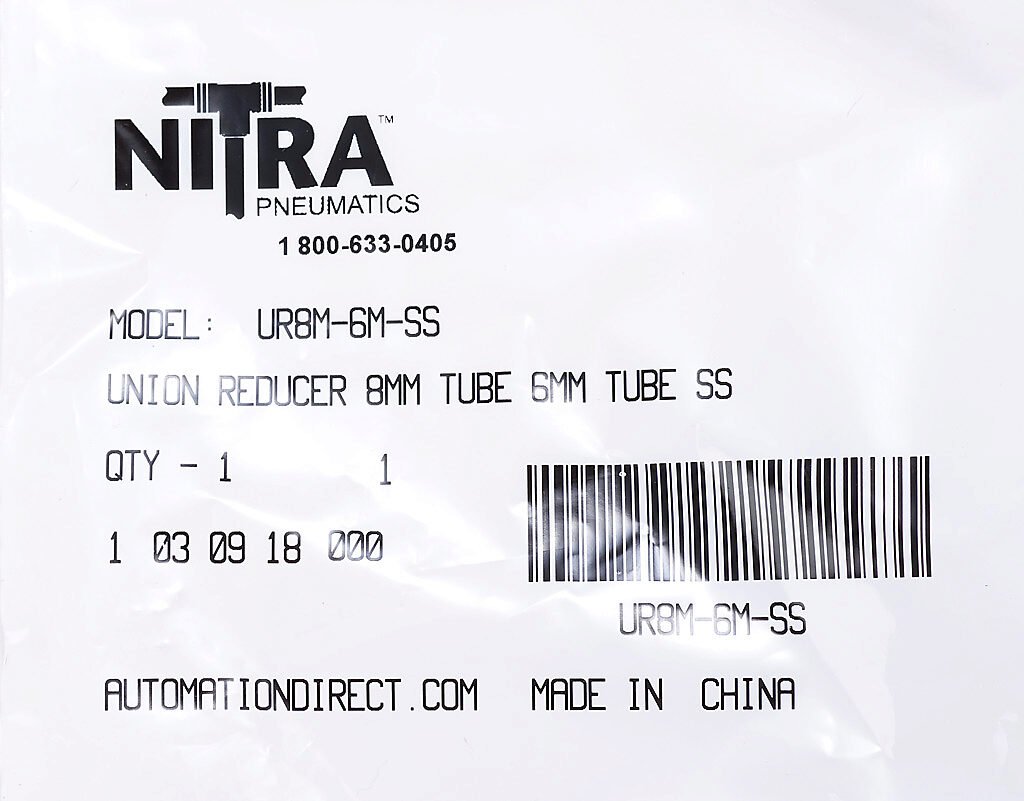 NITRA™
PNEUMATICS
1 800-633-0405
MODEL: UR8M-6M-SS
UNION REDUCER 8MM TUBE 6MM TUBE SS
QTY - 1 1
1 03 09 18 000
UR8M-6M-SS
AUTOMATIONDIRECT.COM MADE IN CHINA